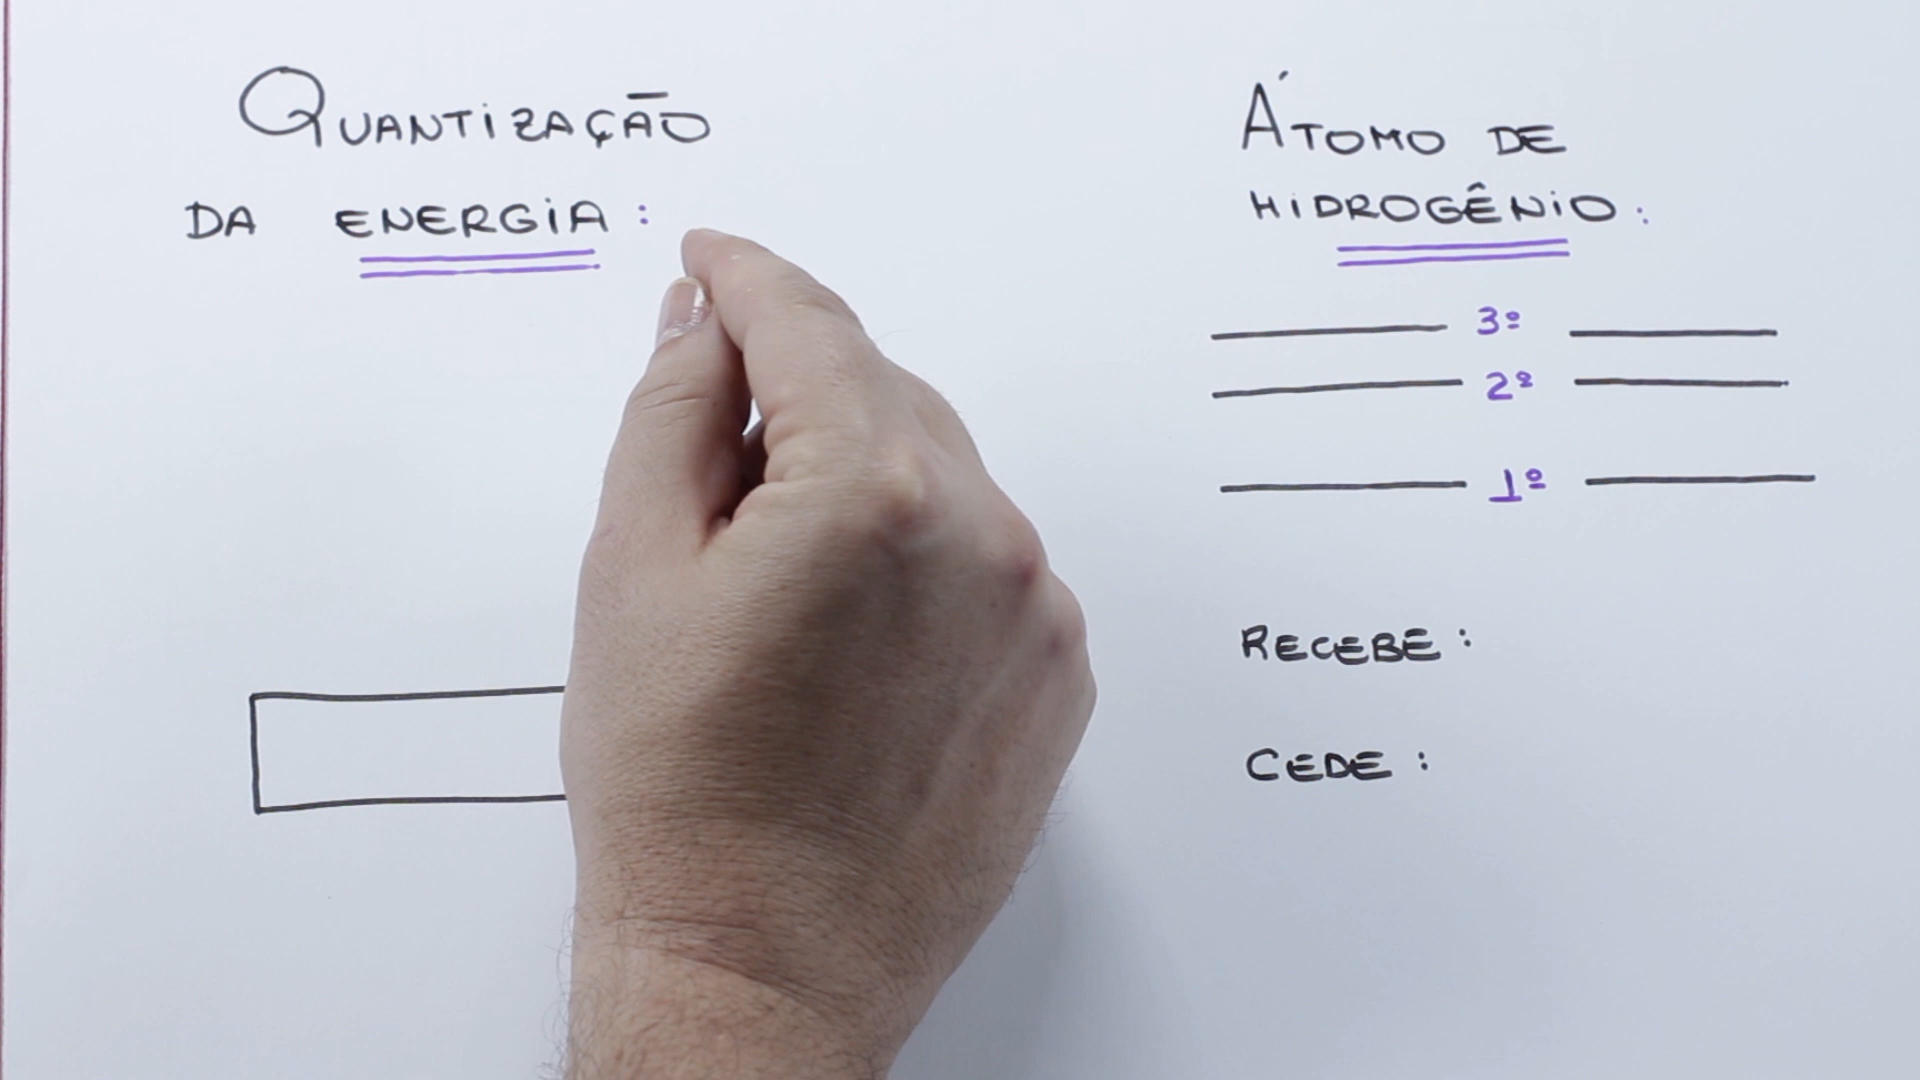 QUANTIZAÇÃO
DA ENERGIA:
ÁTOMO DE
HIDROGÊNIO:
3º
2º
1º
RECEBE:
CEDE: